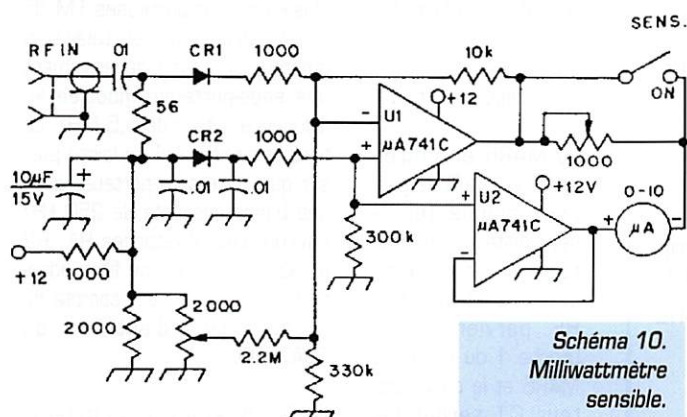 SENS.
RF IN
01
CR1
1000
10k
ON
56
CR2
1000
U1
+12
-
+
µA741C
1000
10µF
15V
+
.01
.01
+
U2
+12V
0-10
µA741C
-
+
µA
-
300k
+12
1000
2000
2000
2.2M
330k
Schéma 10.
Milliwattmètre
sensible.